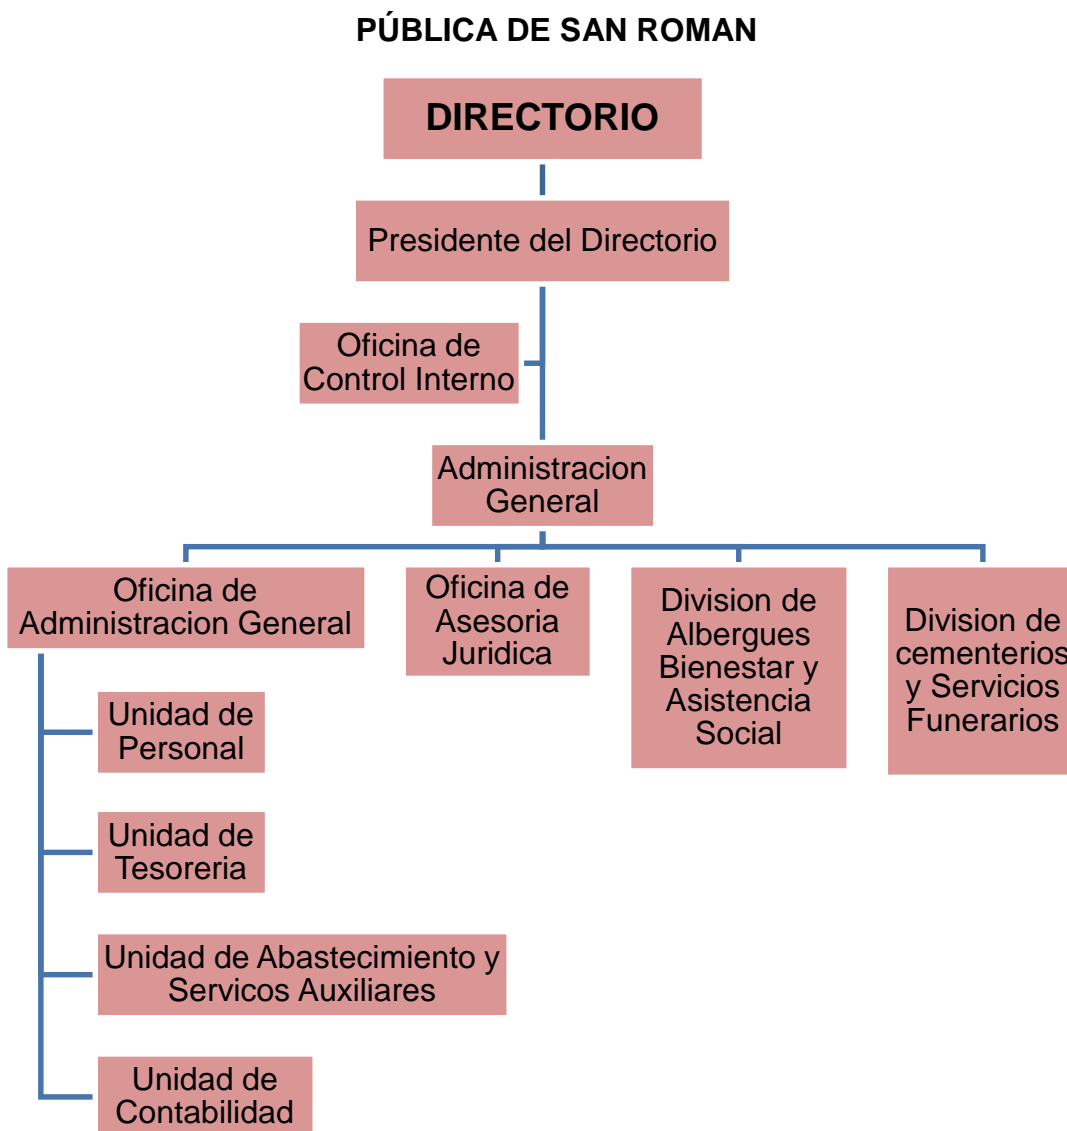 PÚBLICA DE SAN ROMAN
DIRECTORIO
Presidente del Directorio
Oficina de
Control Interno
Administracion
General
Oficina de
Administracion General
Oficina de
Asesoria
Juridica
Division de
Albergues
Bienestar y
Asistencia
Social
Division de
cementerios
y Servicios
Funerarios
Unidad de
Personal
Unidad de
Tesoreria
Unidad de Abastecimiento y
Servicos Auxiliares
Unidad de
Contabilidad